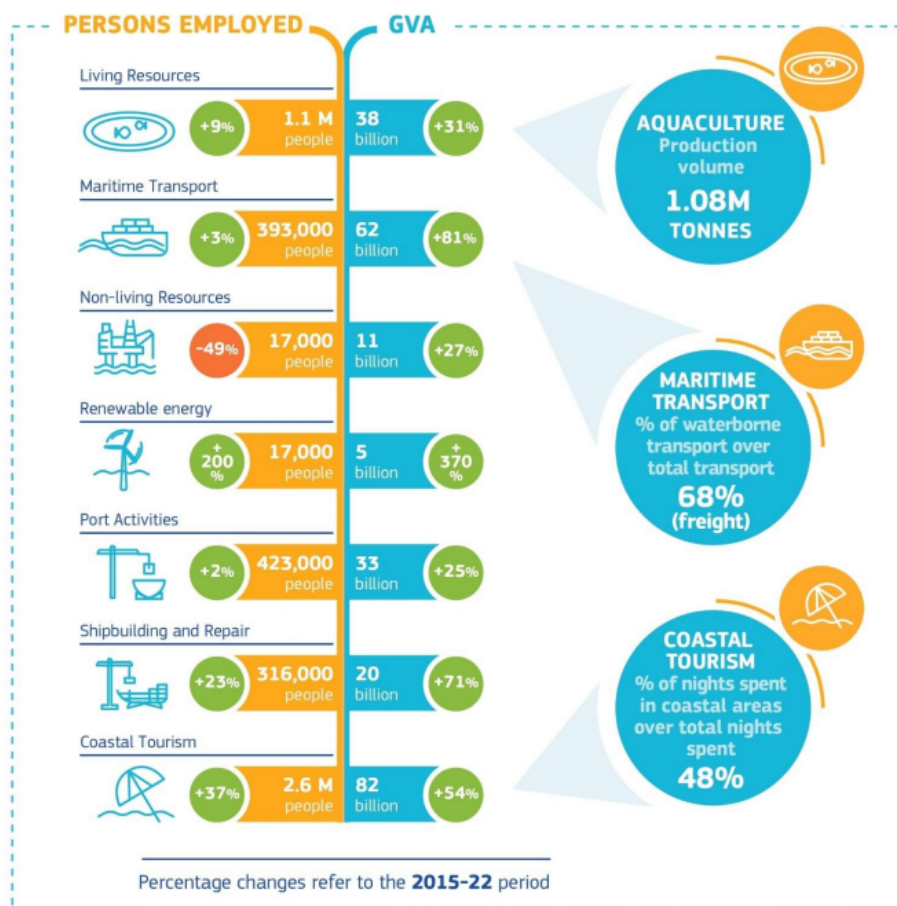 PERSONS EMPLOYED
GVA
Living Resources
+9%
1.1 M
people
38
billion
+31%
Maritime Transport
+3%
393,000
people
62
billion
+81%
Non-living Resources
-49%
17,000
people
11
billion
+27%
Renewable energy
+
200
%
17,000
people
5
billion
+
370
%
Port Activities
+2%
423,000
people
33
billion
+25%
Shipbuilding and Repair
+23%
316,000
people
20
billion
+71%
Coastal Tourism
+37%
2.6 M
people
82
billion
+54%
Percentage changes refer to the 2015-22 period
AQUACULTURE
Production
volume
1.08M
TONNES
MARITIME
TRANSPORT
% of waterborne
transport over
total transport
68%
(freight)
COASTAL
TOURISM
% of nights spent
in coastal areas
over total nights
spent
48%